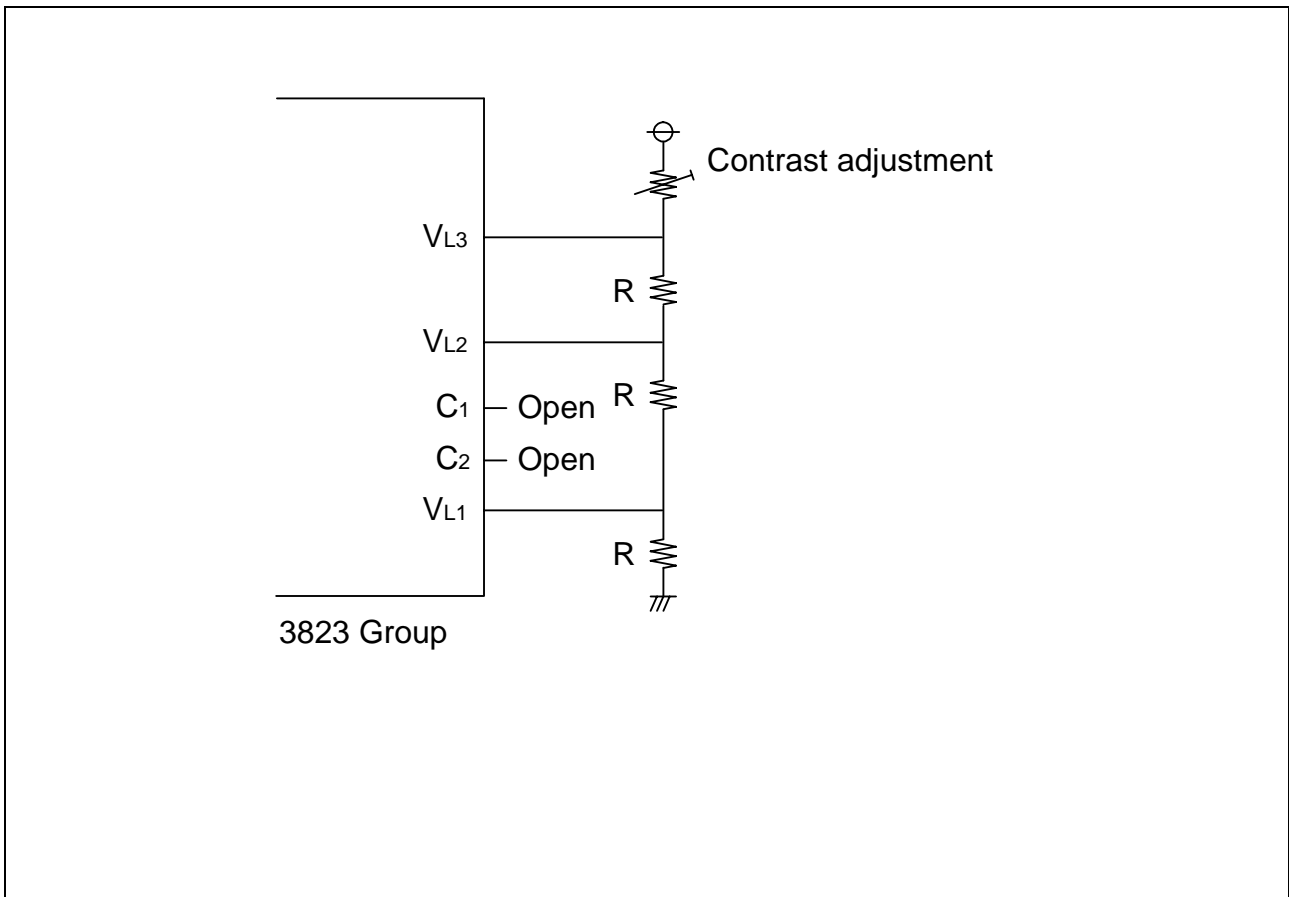 Contrast adjustment
VL3
R
VL2
R
C1 Open
C2 Open
VL1
R
3823 Group